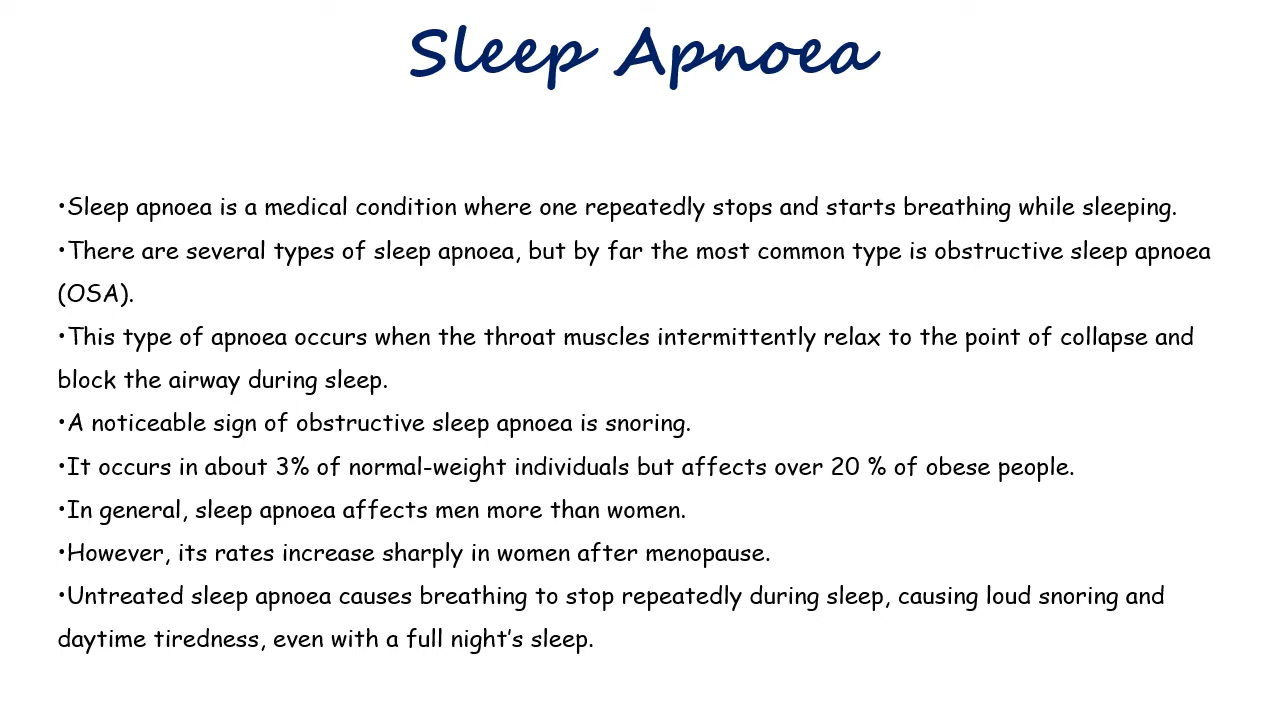 Sleep Apnoea
•Sleep apnoea is a medical condition where one repeatedly stops and starts breathing while sleeping.
•There are several types of sleep apnoea, but by far the most common type is obstructive sleep apnoea
(OSA).
•This type of apnoea occurs when the throat muscles intermittently relax to the point of collapse and
block the airway during sleep.
•A noticeable sign of obstructive sleep apnoea is snoring.
•It occurs in about 3% of normal-weight individuals but affects over 20 % of obese people.
•In general, sleep apnoea affects men more than women.
•However, its rates increase sharply in women after menopause.
•Untreated sleep apnoea causes breathing to stop repeatedly during sleep, causing loud snoring and
daytime tiredness, even with a full night’s sleep.